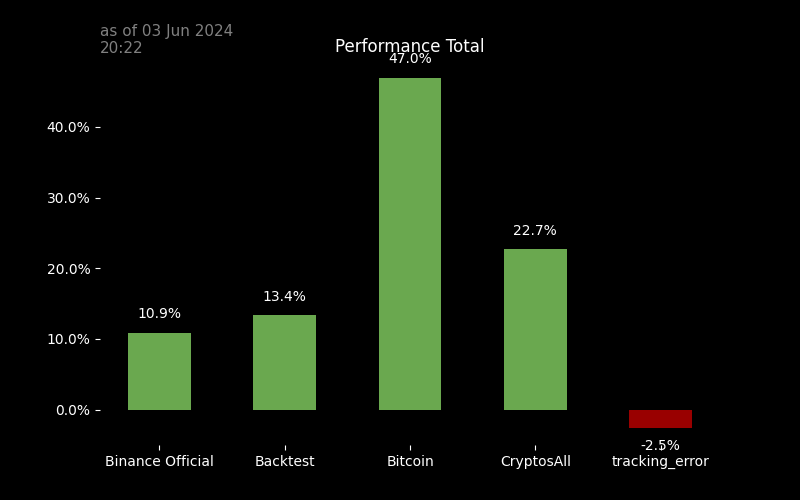 as of 03 Jun 2024
20:22
Performance Total
47.0%
40.0%
30.0%
22.7%
20.0%
13.4%
10.9%
10.0%
0.0%
-2.5%
Binance Official
Backtest
Bitcoin
CryptosAll
tracking_error